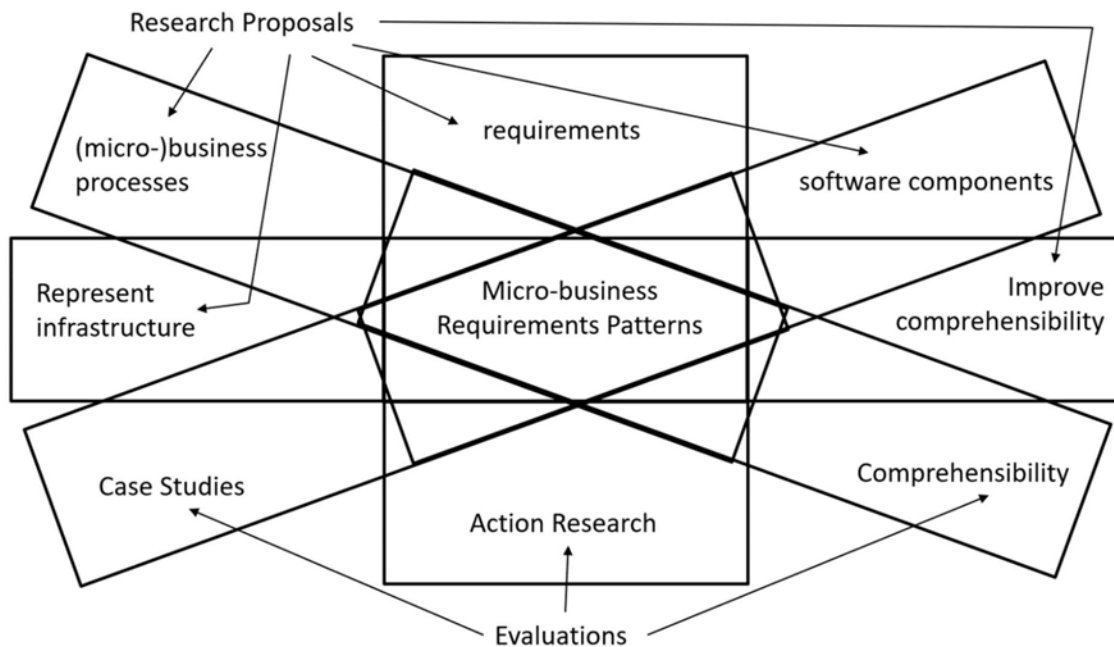 Research Proposals
(micro-)business
processes
requirements
software components
Represent
infrastructure
Micro-business
Requirements Patterns
Improve
comprehensibility
Case Studies
Action Research
Comprehensibility
Evaluations